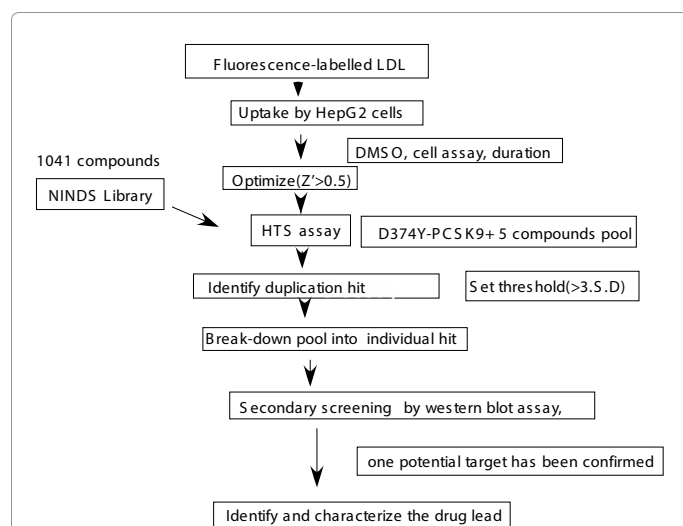 Fluorescence-labelled LDL
Uptake by HepG2 cells
DMSO, cell assay, duration
1041 compounds
Optimize(Z'>0.5)
NINDS Library
HTS assay
D374Y-PCSK9+ 5 compounds pool
Identify duplication hit
Set threshold(>3.S.D)
Break-down pool into individual hit
Secondary screening by western blot assay,
one potential target has been confirmed
Identify and characterize the drug lead